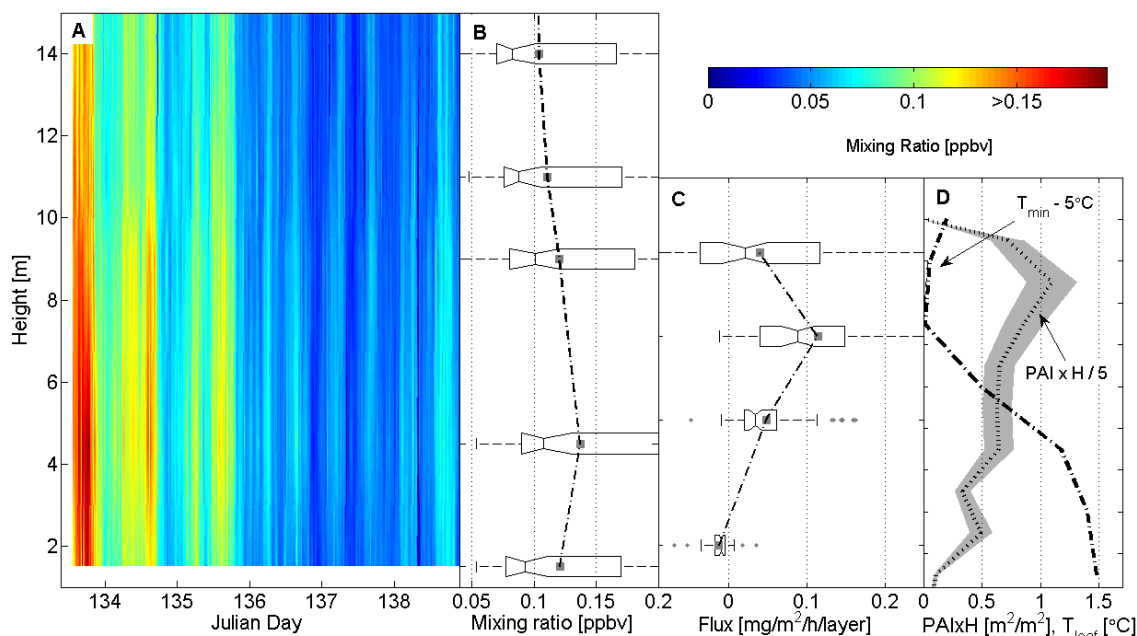 A
B
C
D
14
12
10
8
6
4
2
Height [m]
134 135 136 137 138
Julian Day
0.05 0.1 0.15 0.2
Mixing ratio [ppbv]
0 0.05 0.1 >0.15
Mixing Ratio [ppbv]
0 0.1 0.2
Flux [mg/m²/h/layer]
T_min - 5°C
PAI x H / 5
0 0.5 1 1.5
PAIxH [m²/m²], T_leaf [°C]